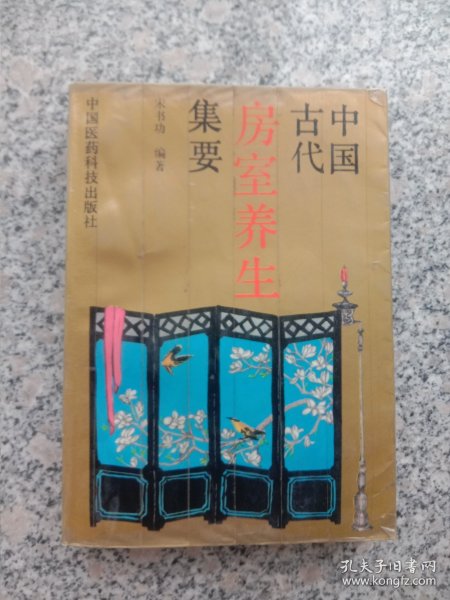 中国
古代
房室养生
集要
宋书功 编著
中国医药科技出版社
孔夫子旧书网
www.kongfz.com